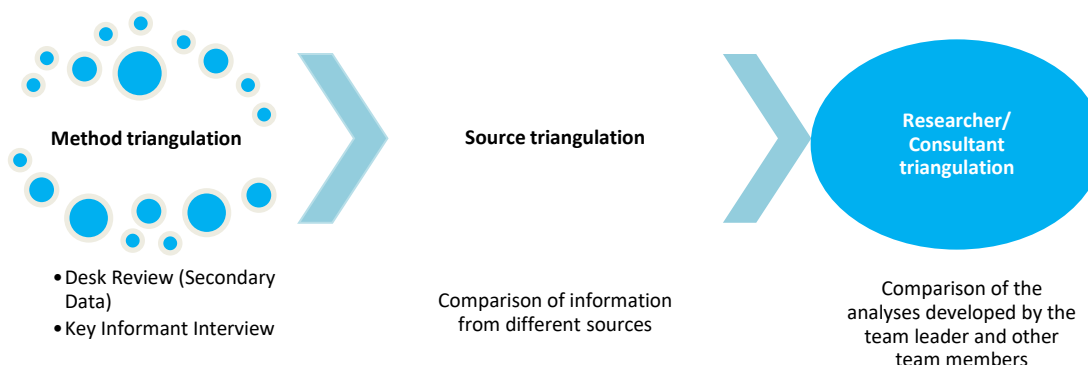 Method triangulation
•Desk Review (Secondary
Data)
•Key Informant Interview
Source triangulation
Comparison of information
from different sources
Researcher/
Consultant
triangulation
Comparison of the
analyses developed by the
team leader and other
team members